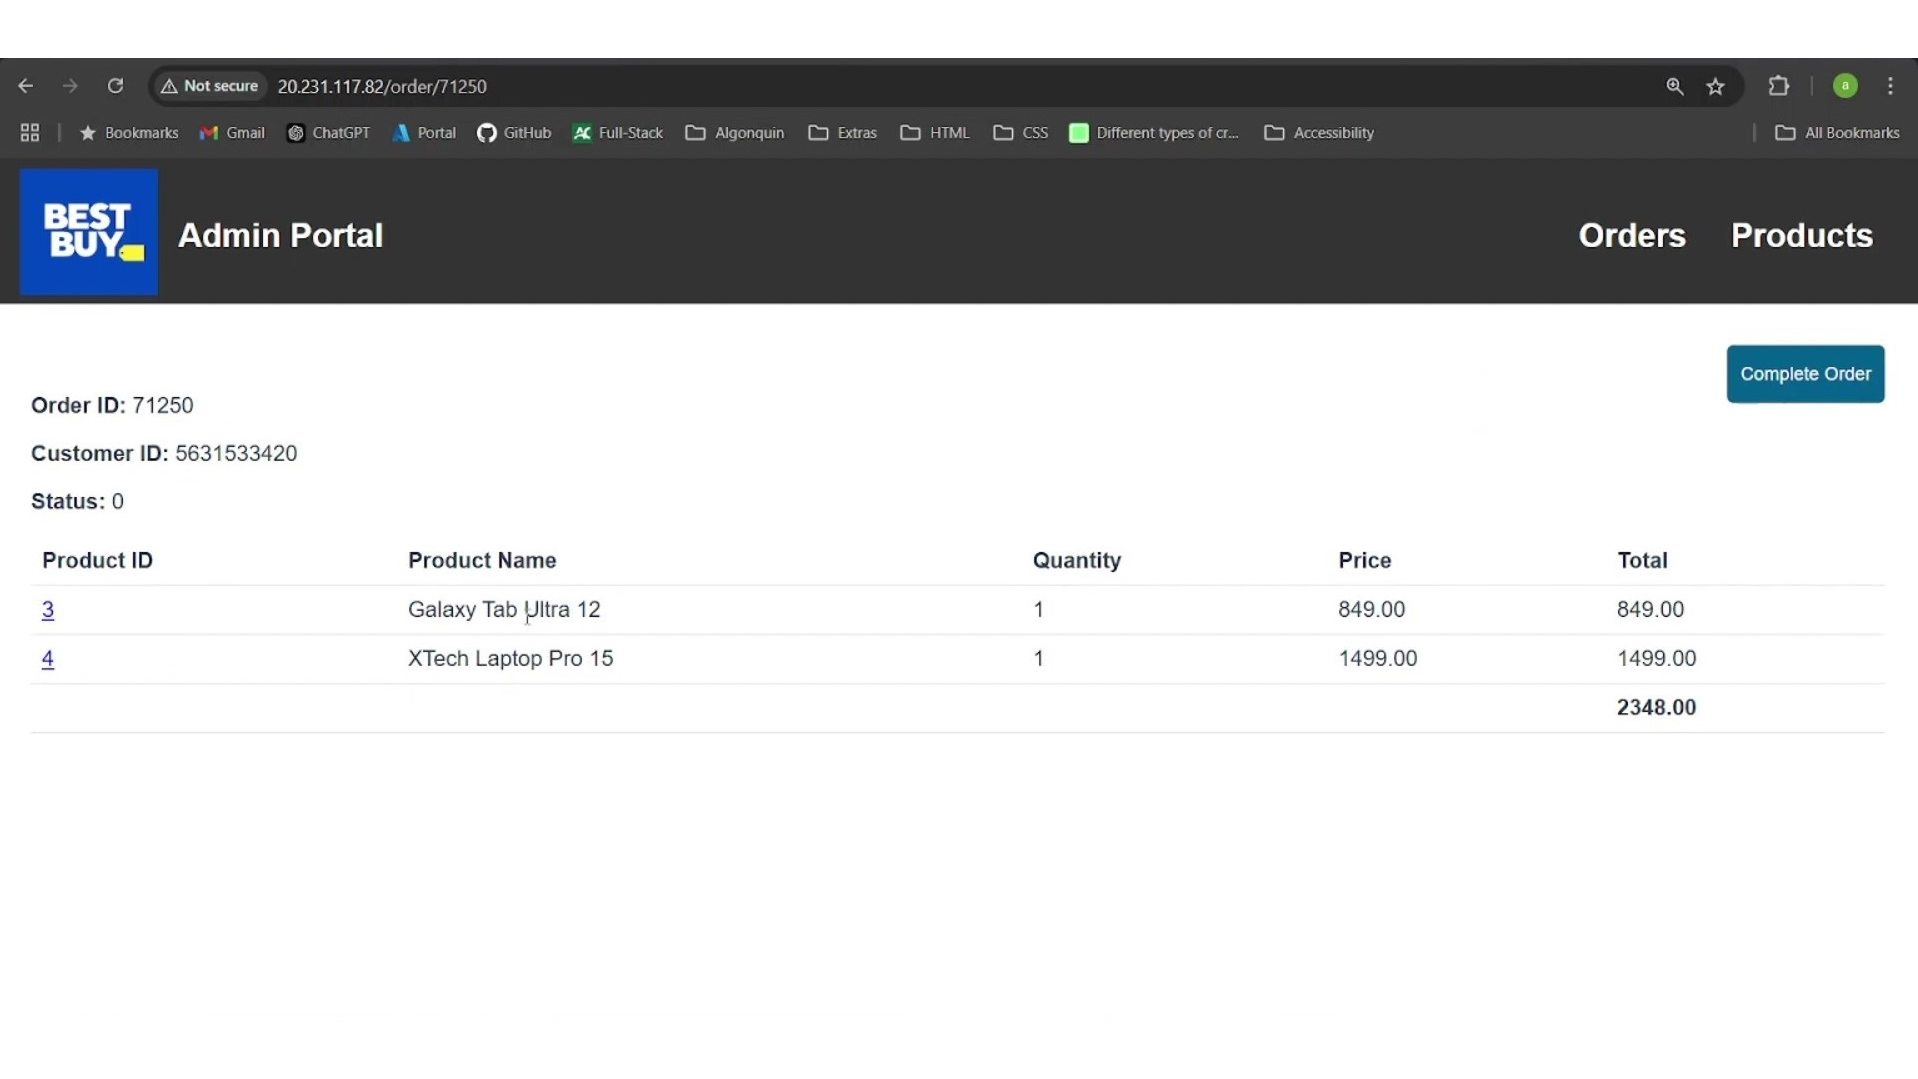 Not secure 20.231.117.82/order/71250 a
Bookmarks Gmail ChatGPT Portal GitHub AC Full-Stack Algonquin Extras HTML CSS Different types of cr... Accessibility All Bookmarks
BEST
BUY
Admin Portal Orders Products
Complete Order
Order ID: 71250
Customer ID: 5631533420
Status: 0
Product ID Product Name Quantity Price Total
3 Galaxy Tab Ultra 12 1 849.00 849.00
4 XTech Laptop Pro 15 1 1499.00 1499.00
2348.00